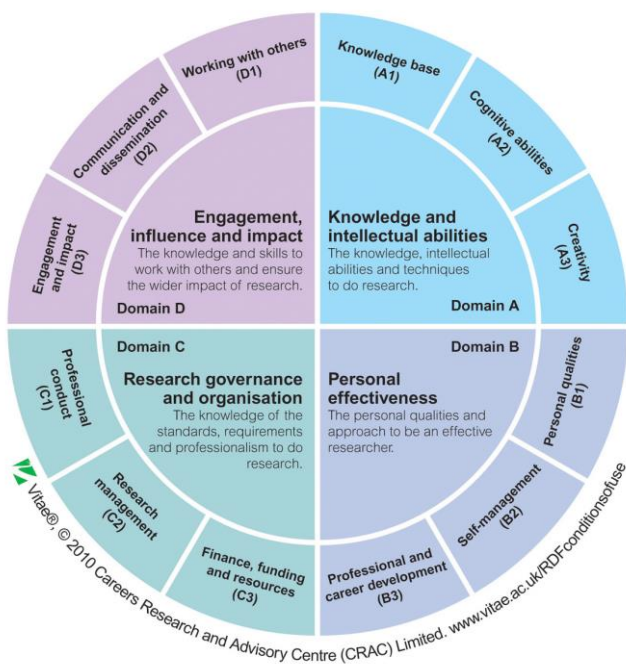 Working with others
(D1)
Knowledge base
(A1)
Communication and
dissemination
(D2)
Cognitive abilities
(A2)
Engagement
and impact
(D3)
Creativity
(A3)
Engagement,
influence and impact
The knowledge and skills to
work with others and ensure
the wider impact of research.
Domain D
Knowledge and
intellectual abilities
The knowledge, intellectual
abilities and techniques
to do research.
Domain A
Domain C
Research governance
and organisation
The knowledge of the
standards, requirements
and professionalism to do
research.
Domain B
Personal
effectiveness
The personal qualities and
approach to be an effective
researcher.
Professional
conduct
(C1)
Personal qualities
(B1)
Research
management
(C2)
Self-management
(B2)
Finance, funding
and resources
(C3)
Professional and
career development
(B3)
Vitae®, © 2010 Careers Research and Advisory Centre (CRAC) Limited. www.vitae.ac.uk/RDFconditionsofuse